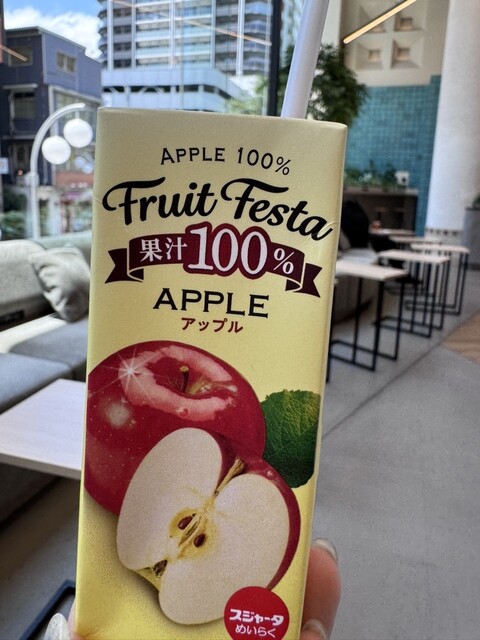 APPLE 100%
Fruit Festa
果汁100%
APPLE
アップル
スジャータ
めいらく